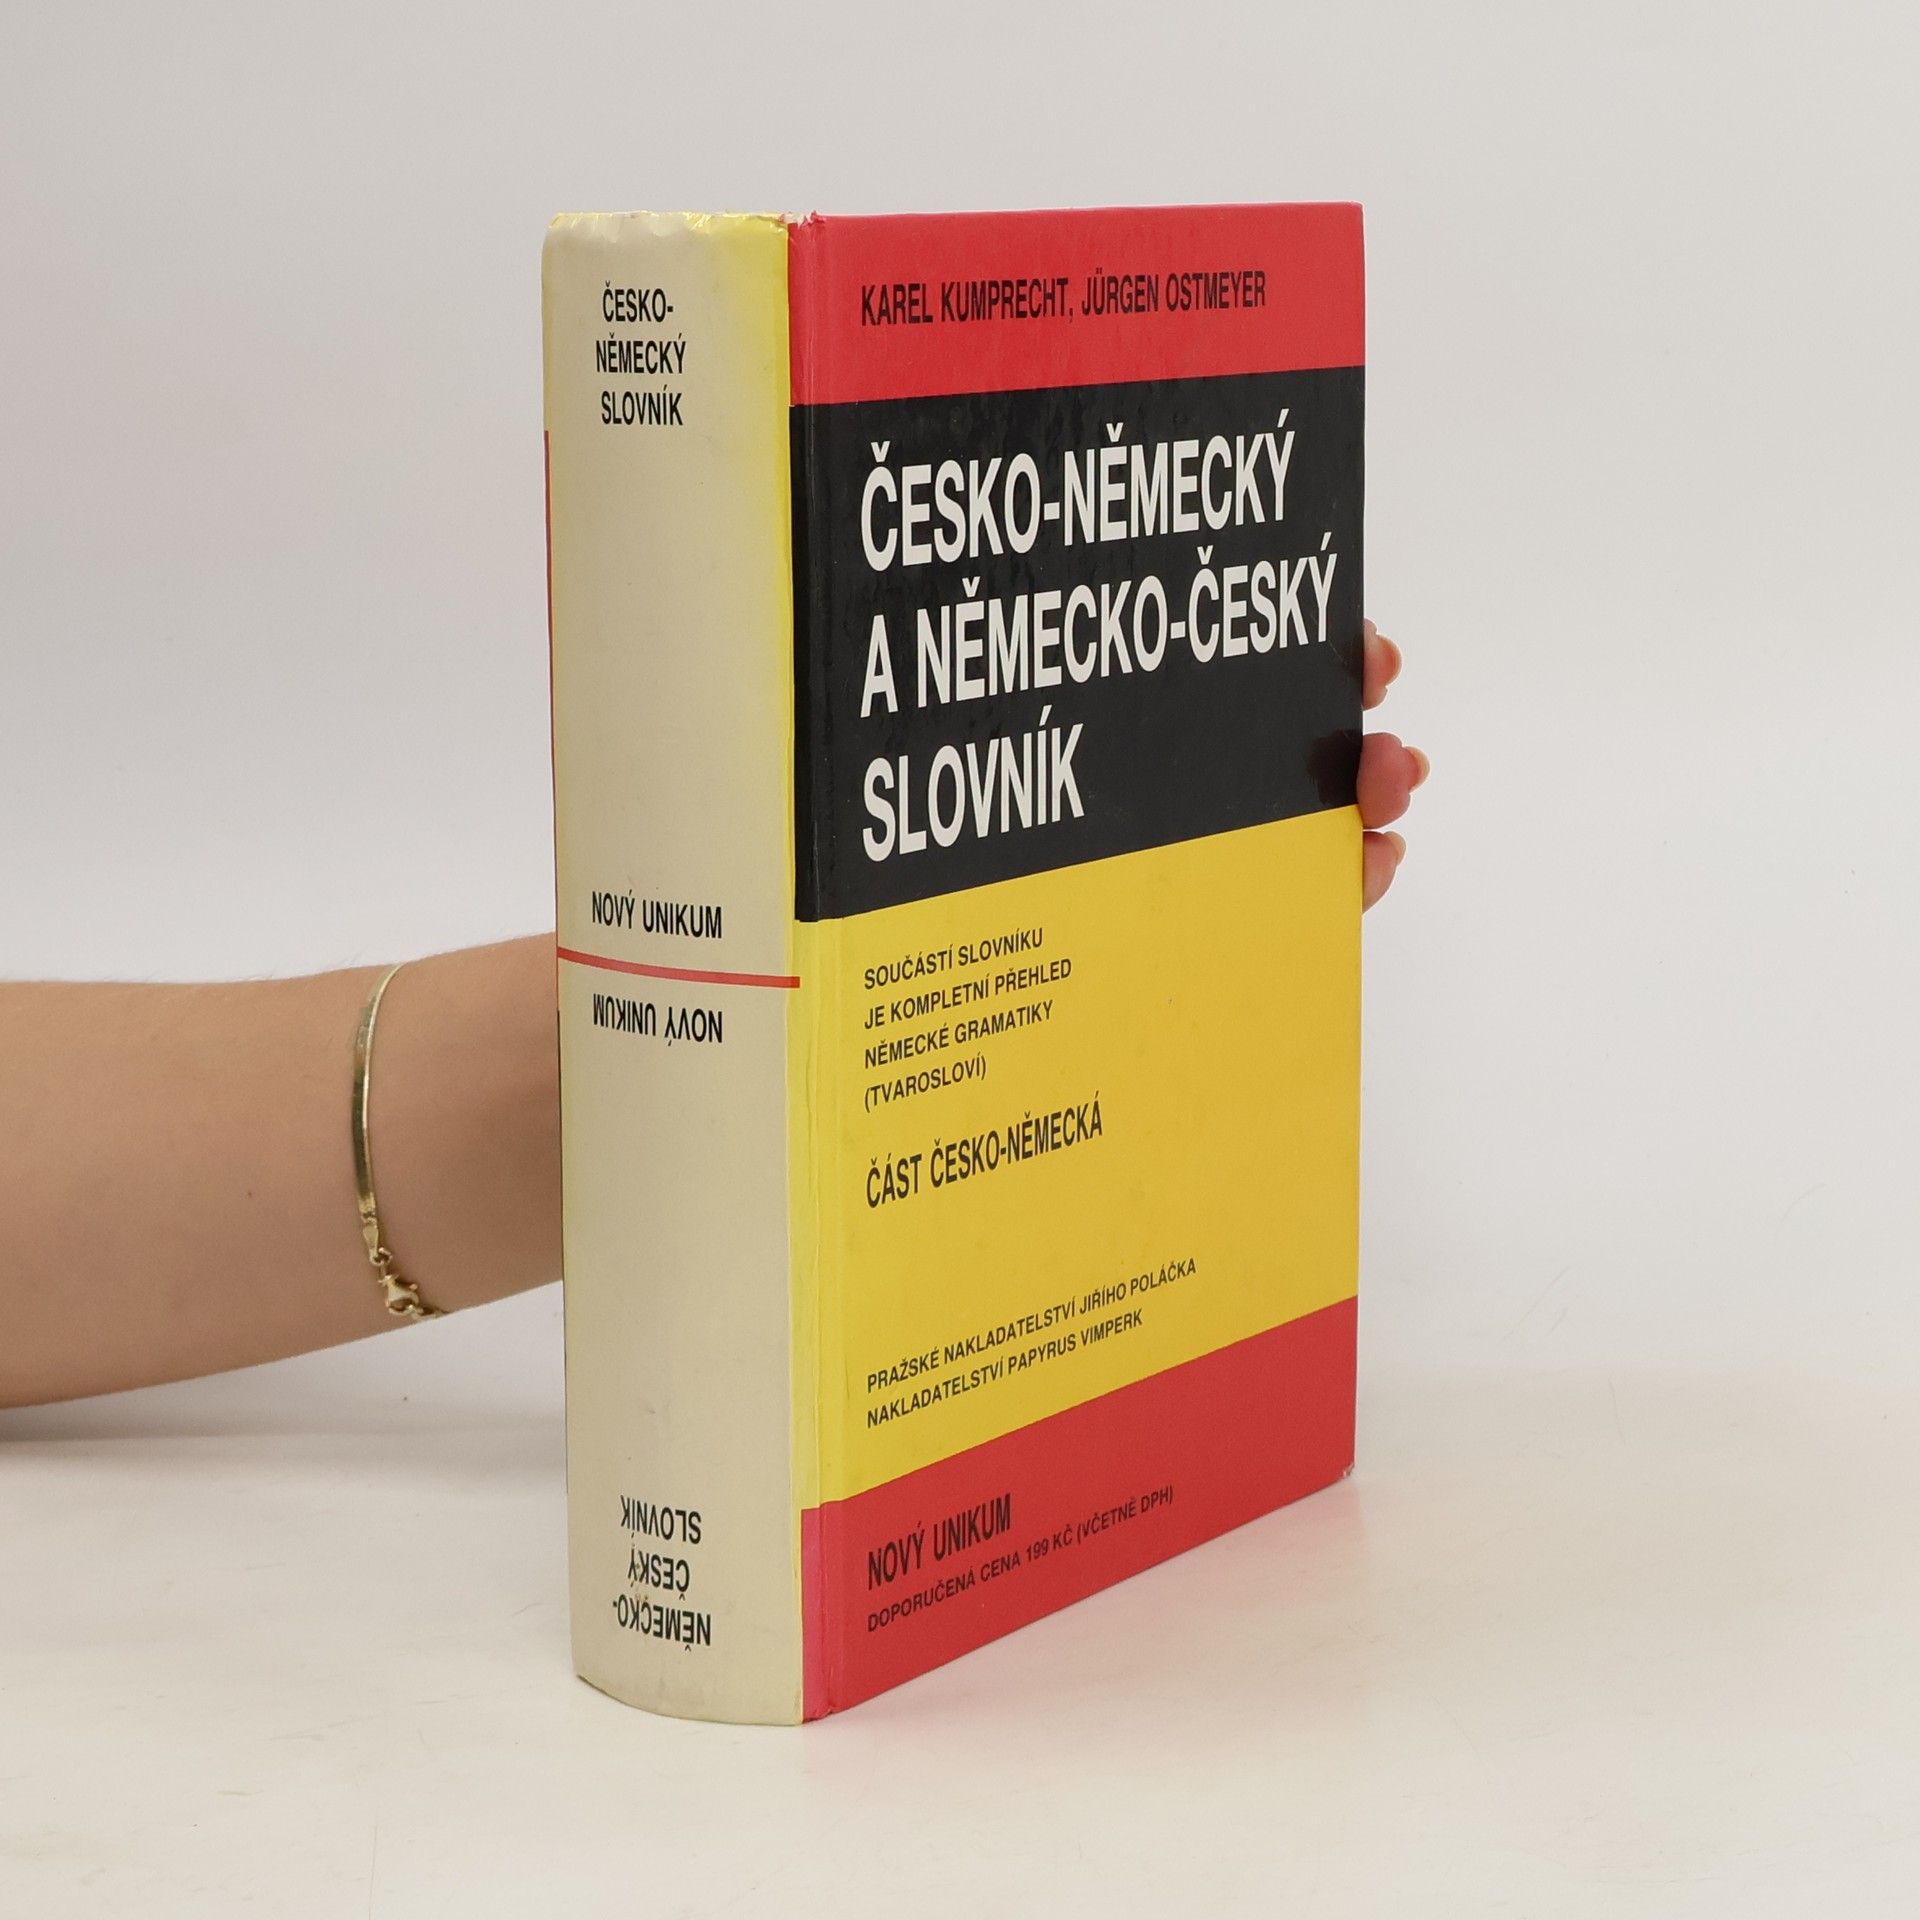 ČESKO-
NĚMECKÝ
SLOVNÍK
NOVÝ UNIKUM
NOVÝ UNIKUM
NĚMECKO-
ČESKÝ
SLOVNÍK
KAREL KUMPRECHT, JÜRGEN OSTMEYER
ČESKO-NĚMECKÝ
A NĚMECKO-ČESKÝ
SLOVNÍK
SOUČÁSTÍ SLOVNÍKU
JE KOMPLETNÍ PŘEHLED
NĚMECKÉ GRAMATIKY
(TVAROSLOVÍ)
ČÁST ČESKO-NĚMECKÁ
PRAŽSKÉ NAKLADATELSTVÍ JIŘÍHO POLÁČKA
NAKLADATELSTVÍ PAPYRUS VIMPERK
NOVÝ UNIKUM
DOPORUČENÁ CENA 199 KČ (VČETNĚ DPH)